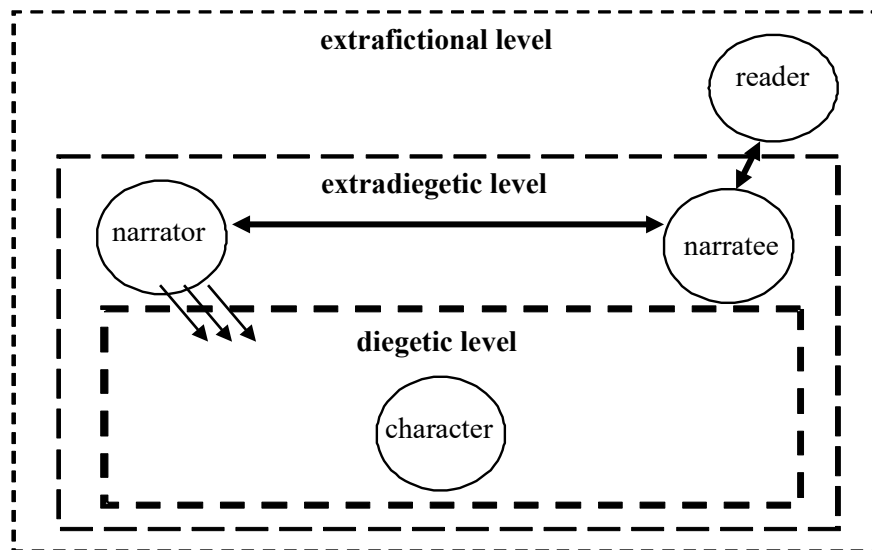 extrafictional level
reader
extradiegetic level
narrator
narratee
diegetic level
character